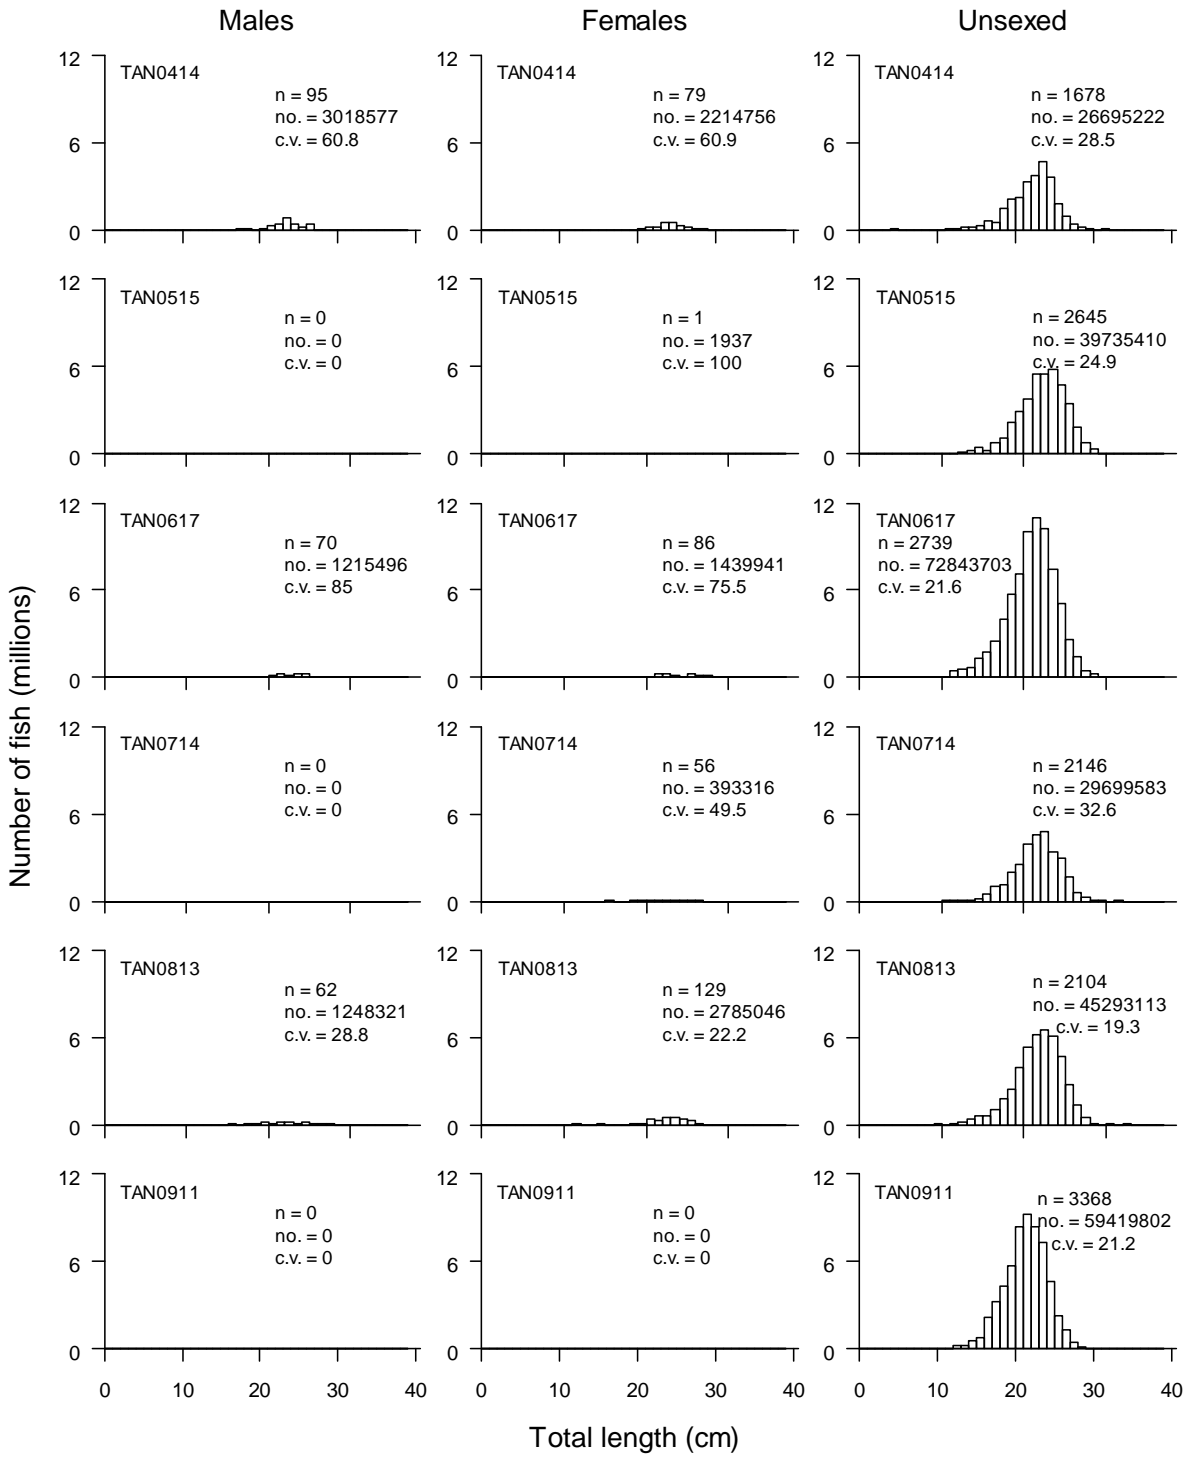 Males Females Unsexed
12 TAN0414 TAN0414 TAN0414
n = 95 n = 79 n = 1678
no. = 3018577 no. = 2214756 no. = 26695222
c.v. = 60.8 c.v. = 60.9 c.v. = 28.5
6 6 6
0 0 0
12 12 12
TAN0515 TAN0515 TAN0515
n = 0 n = 1 n = 2645
no. = 0 no. = 1937 no. = 39735410
c.v. = 0 c.v. = 100 c.v. = 24.9
6 6 6
0 0 0
12 12 12
TAN0617 TAN0617 TAN0617
n = 70 n = 86 n = 2739
no. = 1215496 no. = 1439941 no. = 72843703
c.v. = 85 c.v. = 75.5 c.v. = 21.6
6 6 6
0 0 0
12 12 12
TAN0714 TAN0714 TAN0714
n = 0 n = 56 n = 2146
no. = 0 no. = 393316 no. = 29699583
c.v. = 0 c.v. = 49.5 c.v. = 32.6
6 6 6
0 0 0
12 12 12
TAN0813 TAN0813 TAN0813
n = 62 n = 129 n = 2104
no. = 1248321 no. = 2785046 no. = 45293113
c.v. = 28.8 c.v. = 22.2 c.v. = 19.3
6 6 6
0 0 0
12 12 12
TAN0911 TAN0911 TAN0911
n = 0 n = 0 n = 3368
no. = 0 no. = 0 no. = 59419802
c.v. = 0 c.v. = 0 c.v. = 21.2
6 6 6
0 0 0
0 10 20 30 40 0 10 20 30 40 0 10 20 30 40
Total length (cm)
Number of fish (millions)